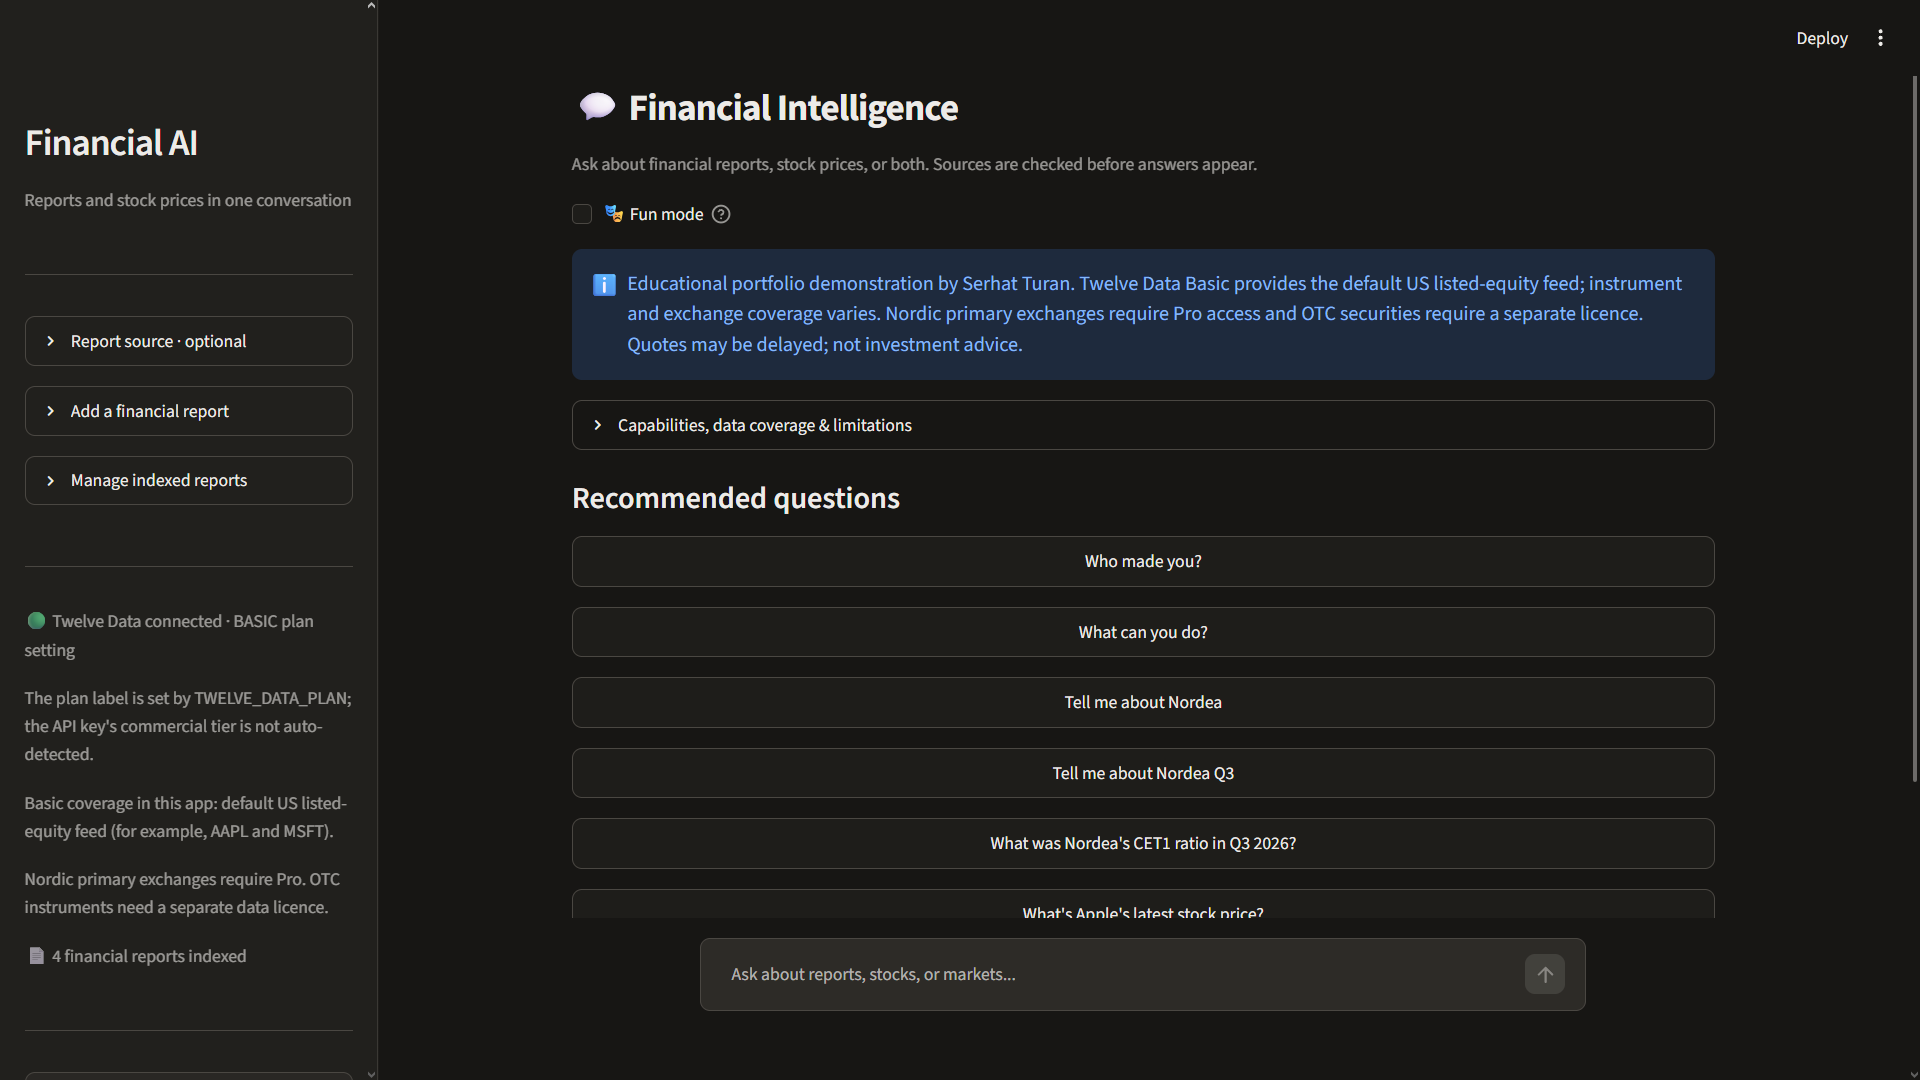 Financial AI
Reports and stock prices in one conversation
Report source · optional
Add a financial report
Manage indexed reports
Twelve Data connected · BASIC plan
setting
The plan label is set by TWELVE_DATA_PLAN;
the API key's commercial tier is not auto-
detected.
Basic coverage in this app: default US listed-
equity feed (for example, AAPL and MSFT).
Nordic primary exchanges require Pro. OTC
instruments need a separate data licence.
4 financial reports indexed
Deploy
Financial Intelligence
Ask about financial reports, stock prices, or both. Sources are checked before answers appear.
Fun mode
Educational portfolio demonstration by Serhat Turan. Twelve Data Basic provides the default US listed-equity feed; instrument
and exchange coverage varies. Nordic primary exchanges require Pro access and OTC securities require a separate licence.
Quotes may be delayed; not investment advice.
Capabilities, data coverage & limitations
Recommended questions
Who made you?
What can you do?
Tell me about Nordea
Tell me about Nordea Q3
What was Nordea's CET1 ratio in Q3 2026?
What's Apple's latest stock price?
Ask about reports, stocks, or markets...